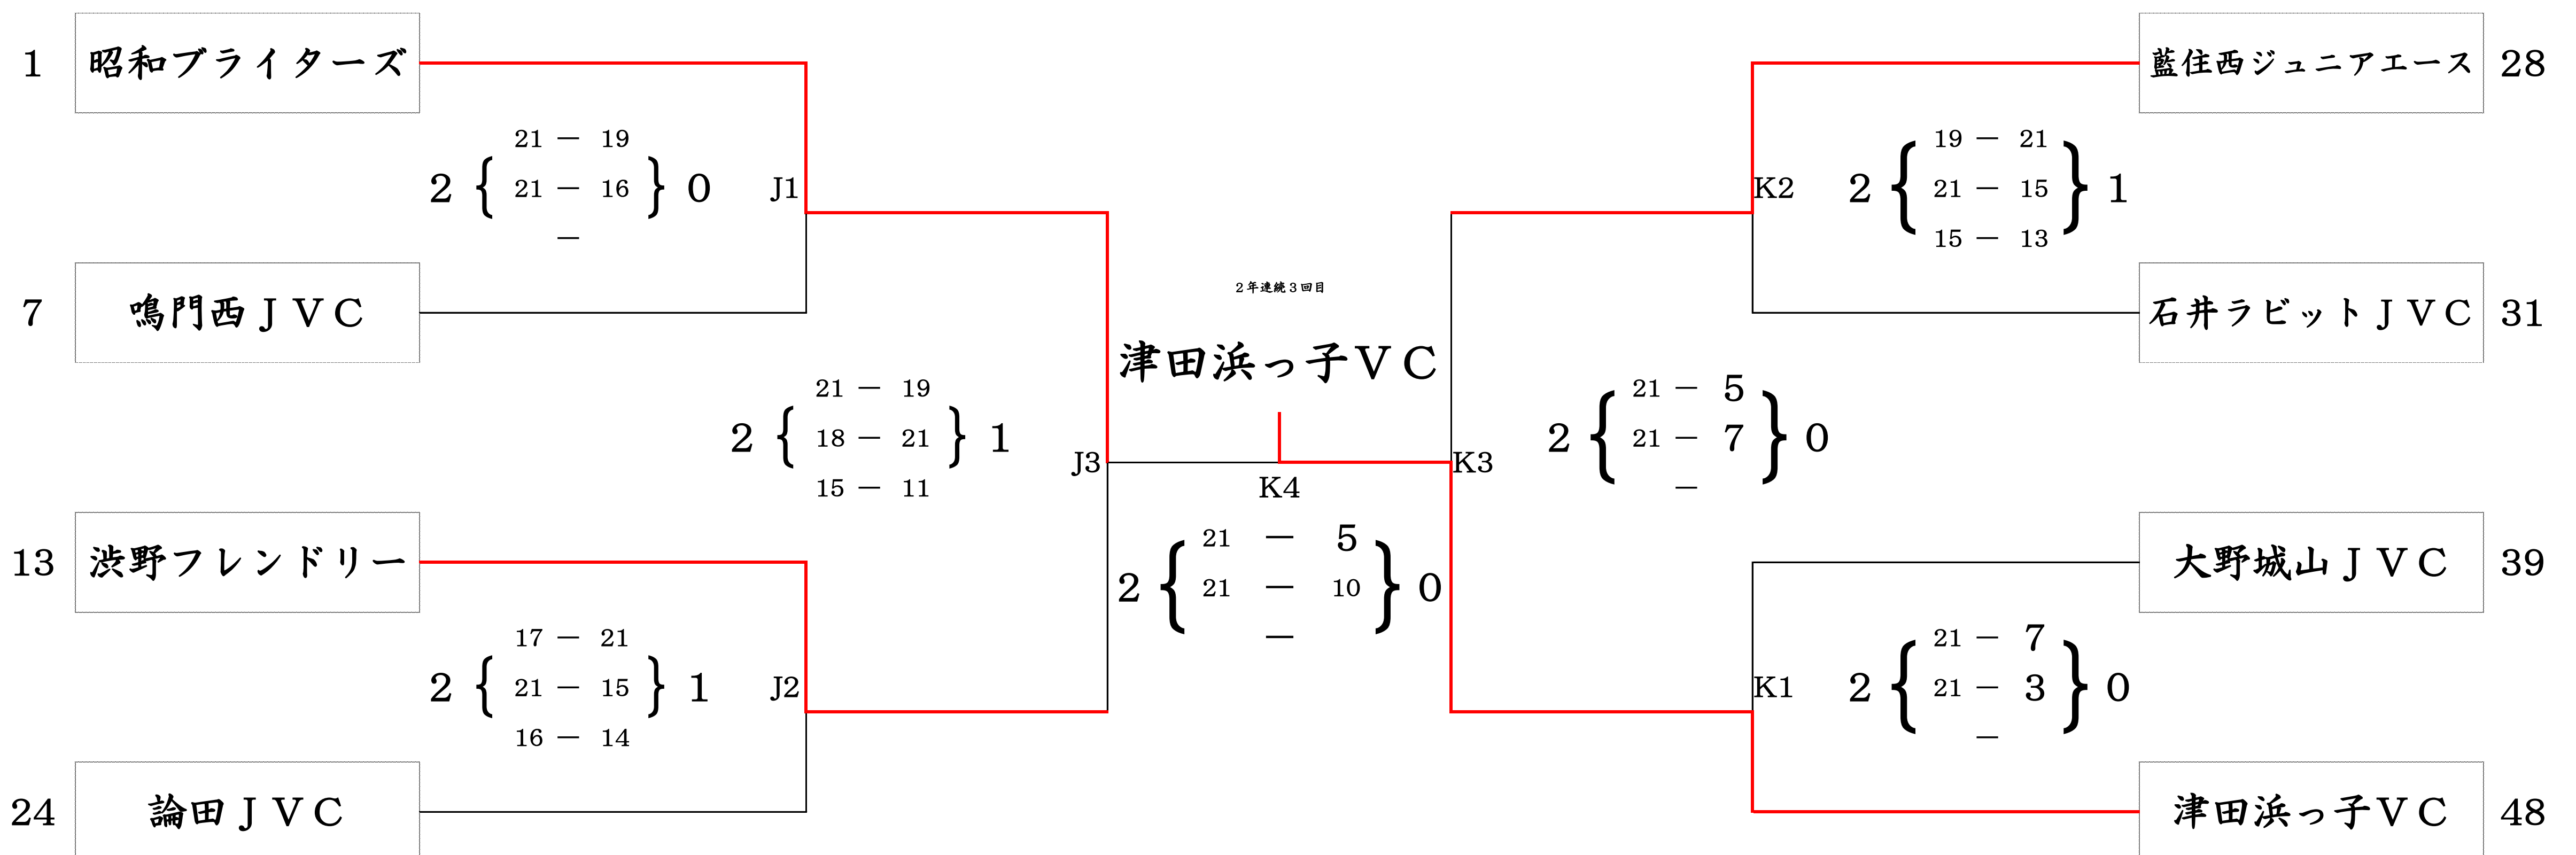 1 昭和ブライターズ
21 － 19
2 { 21 － 16 } 0 J1
－
7 鳴門西ＪＶＣ
21 － 19
2 { 18 － 21 } 1
15 － 11
J3
13 渋野フレンドリー
17 － 21
2 { 21 － 15 } 1 J2
16 － 14
24 論田ＪＶＣ
２年連続３回目
津田浜っ子ＶＣ
K4
21 － 5
2 { 21 － 10 } 0
－
藍住西ジュニアエース 28
19 － 21
K2 2 { 21 － 15 } 1
15 － 13
石井ラビットＪＶＣ 31
21 － 5
2 { 21 － 7 } 0
－
K3
大野城山ＪＶＣ 39
21 － 7
K1 2 { 21 － 3 } 0
－
津田浜っ子ＶＣ 48